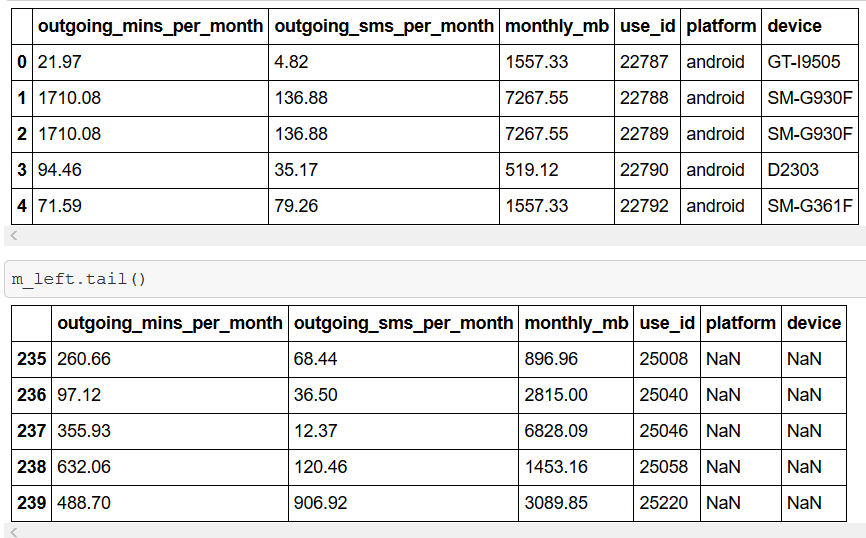 outgoing_mins_per_month outgoing_sms_per_month monthly_mb use_id platform device
0 21.97 4.82 1557.33 22787 android GT-I9505
1 1710.08 136.88 7267.55 22788 android SM-G930F
2 1710.08 136.88 7267.55 22789 android SM-G930F
3 94.46 35.17 519.12 22790 android D2303
4 71.59 79.26 1557.33 22792 android SM-G361F
m_left.tail()
outgoing_mins_per_month outgoing_sms_per_month monthly_mb use_id platform device
235 260.66 68.44 896.96 25008 NaN NaN
236 97.12 36.50 2815.00 25040 NaN NaN
237 355.93 12.37 6828.09 25046 NaN NaN
238 632.06 120.46 1453.16 25058 NaN NaN
239 488.70 906.92 3089.85 25220 NaN NaN